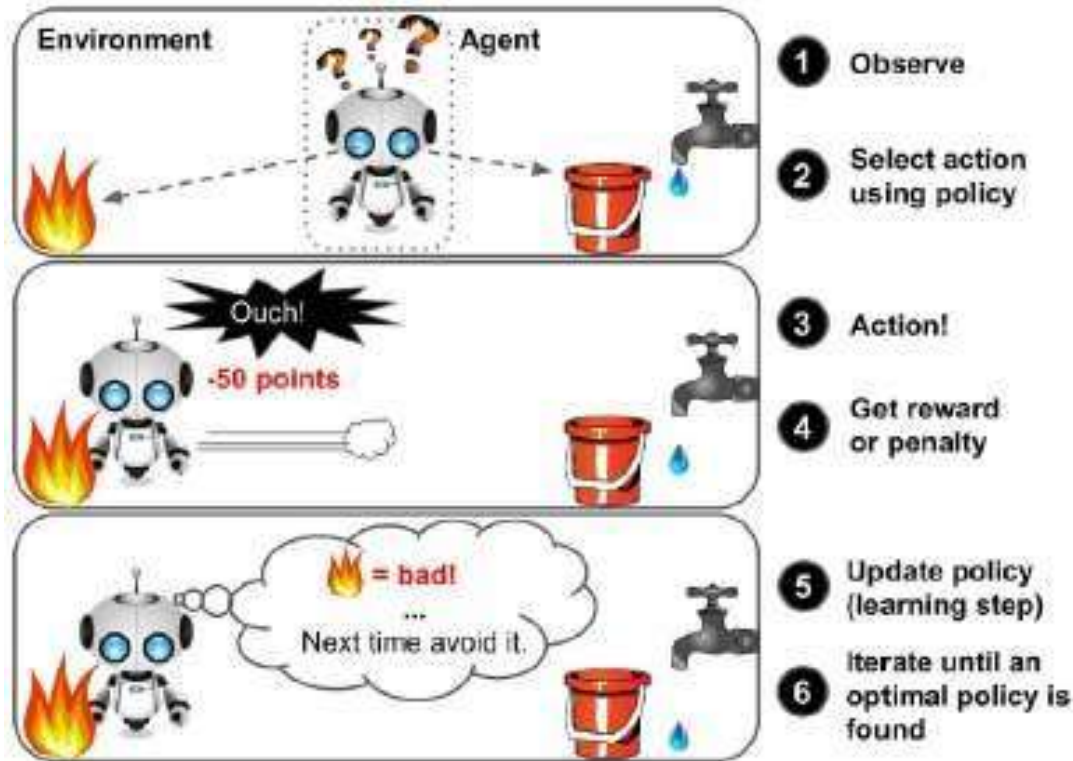 Environment
Agent
? ? ?
1 Observe
2 Select action
using policy
Ouch!
-50 points
3 Action!
4 Get reward
or penalty
= bad!
...
Next time avoid it.
5 Update policy
(learning step)
6 Iterate until an
optimal policy is
found